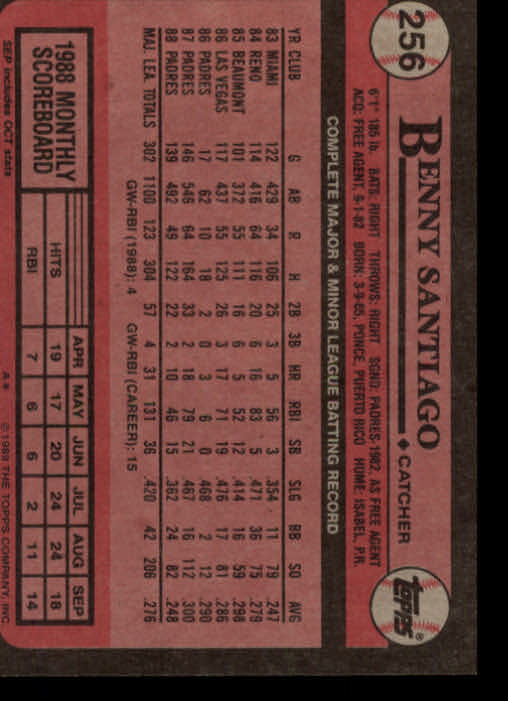 256
BENNY SANTIAGO ♦ CATCHER
TOPPS®
6'1" 185 lb. BATS: RIGHT THROWS: RIGHT SGND: PADRES-1982, AS FREE AGENT
ACQ: FREE AGENT, 9-1-82 BORN: 3-9-65, PONCE, PUERTO RICO HOME: ISABEL, P.R.
COMPLETE MAJOR & MINOR LEAGUE BATTING RECORD
YR CLUB G AB R H 2B 3B HR RBI SB SLG BB SO AVG
83 MIAMI 122 429 34 106 25 3 5 56 3 .354 11 79 .247
84 RENO 114 416 64 116 20 6 16 83 5 .471 36 75 .279
85 BEAUMONT 101 372 55 111 16 6 5 52 12 .414 16 59 .298
86 LAS VEGAS 117 437 55 125 26 3 17 71 19 .476 17 81 .286
86 PADRES 17 62 10 18 2 0 3 6 0 .468 2 12 .290
87 PADRES 146 546 64 164 33 2 18 79 21 .467 16 112 .300
88 PADRES 139 492 49 122 22 2 10 46 15 .362 24 82 .248
MAJ. LEA. TOTALS 302 1100 123 304 57 4 31 131 36 .420 42 206 .276
GW-RBI (1988): 4 GW-RBI (CAREER): 15
1988 MONTHLY SCOREBOARD
APR MAY JUN JUL AUG SEP
HITS 19 17 20 24 24 18
RBI 7 6 6 2 11 14
SEP includes OCT stats A* ©1989 THE TOPPS COMPANY, INC.